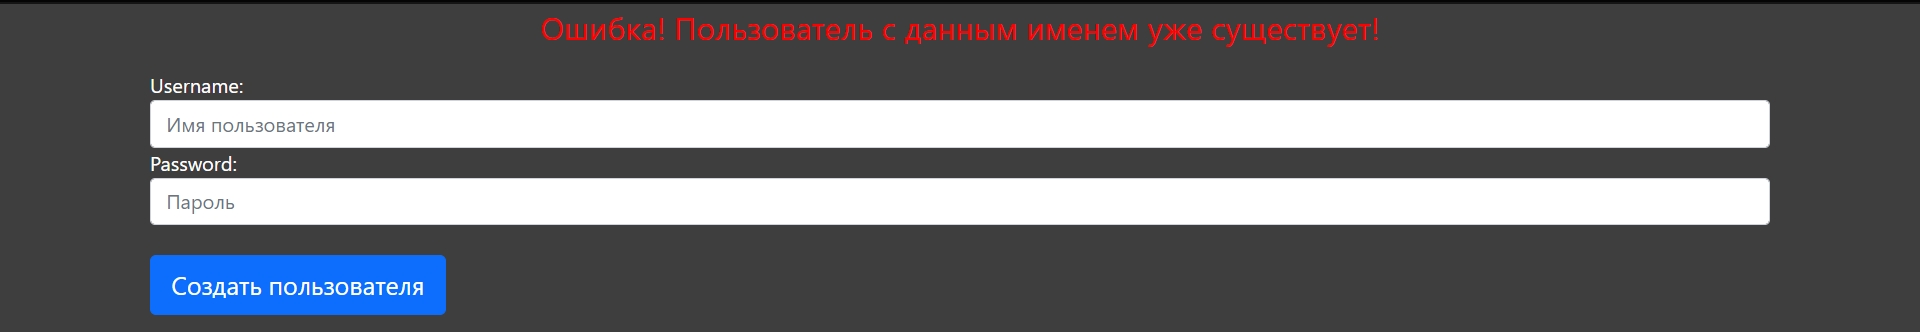 Ошибка! Пользователь с данным именем уже существует!
Username:
Имя пользователя
Password:
Пароль
Создать пользователя